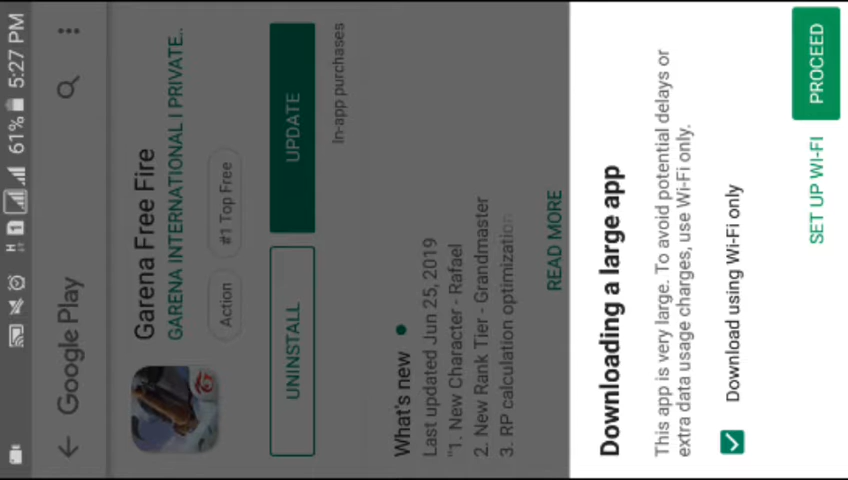 H 1 61% 5:27 PM
Google Play
Garena Free Fire
GARENA INTERNATIONAL I PRIVATE..
Action #1 Top Free
UNINSTALL UPDATE
In-app purchases
What's new
Last updated Jun 25, 2019
"1. New Character - Rafael
2. New Rank Tier - Grandmaster
3. RP calculation optimization
READ MORE
Downloading a large app
This app is very large. To avoid potential delays or
extra data usage charges, use Wi-Fi only.
Download using Wi-Fi only
SET UP WI-FI PROCEED